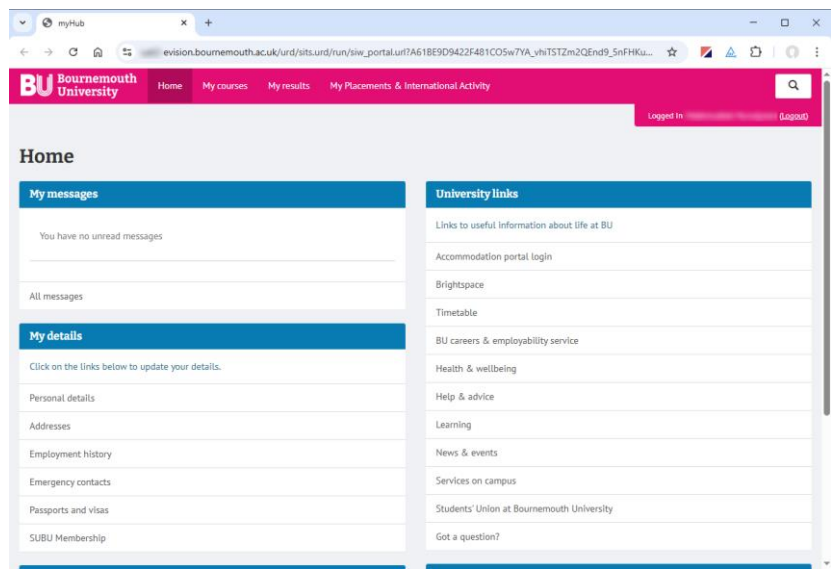 myHub
evision.bournemouth.ac.uk/urd/sits.urd/run/siw_portal.url?A61BE9D9422F481CO5w7YA_vhiTSTZm2QEnd9_5nFHKu...
BU Bournemouth University
Home My courses My results My Placements & International Activity
Logged In (Logout)
Home
My messages
You have no unread messages
All messages
My details
Click on the links below to update your details.
Personal details
Addresses
Employment history
Emergency contacts
Passports and visas
SUBU Membership
University links
Links to useful information about life at BU
Accommodation portal login
Brightspace
Timetable
BU careers & employability service
Health & wellbeing
Help & advice
Learning
News & events
Services on campus
Students' Union at Bournemouth University
Got a question?